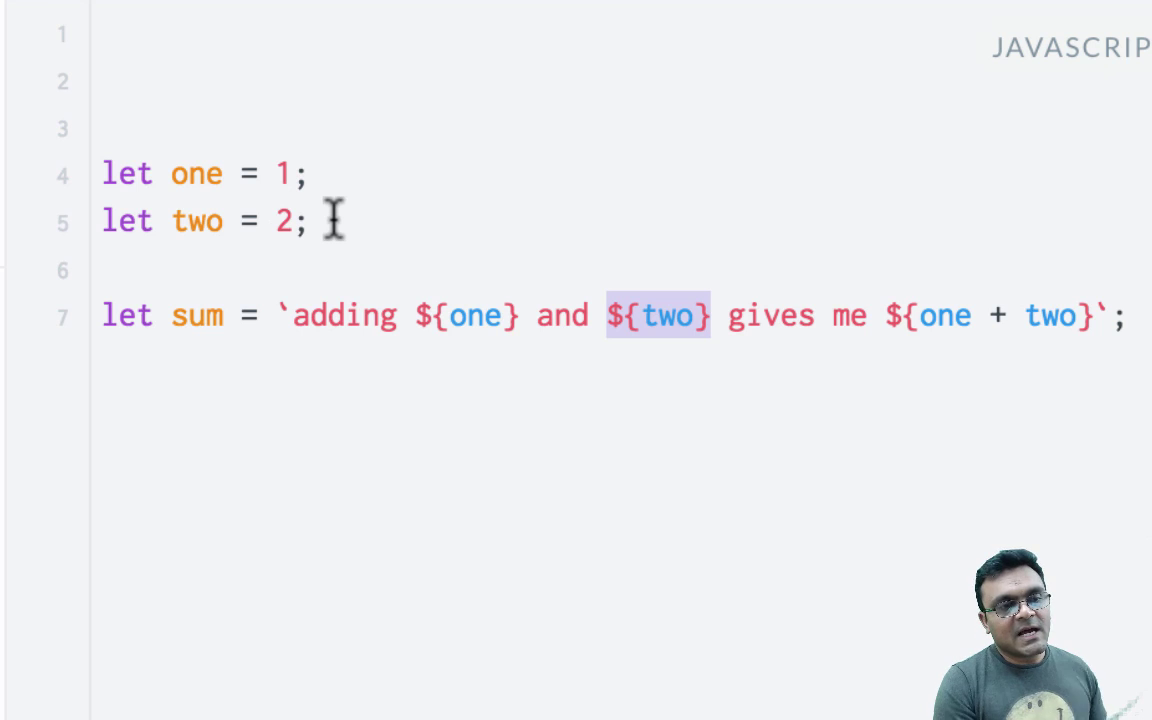 1
JAVASCRIP
2
3
4 let one = 1;
5 let two = 2;
6
7 let sum = `adding ${one} and ${two} gives me ${one + two}`;